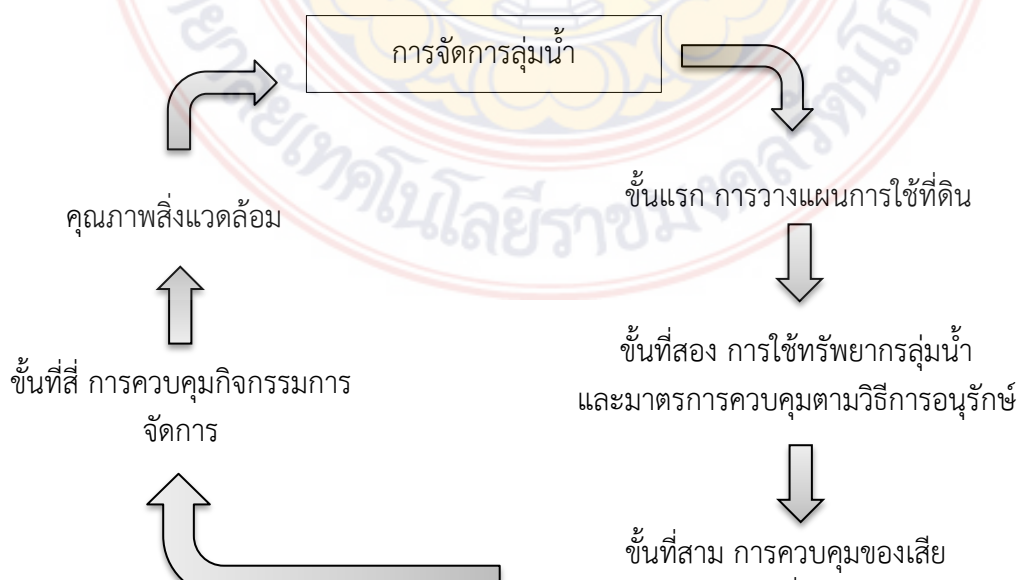 การจัดการลุ่มน้ำ
ขั้นแรก การวางแผนการใช้ที่ดิน
ขั้นที่สอง การใช้ทรัพยากรลุ่มน้ำ
และมาตรการควบคุมตามวิธีการอนุรักษ์
ขั้นที่สาม การควบคุมของเสีย
ขั้นที่สี่ การควบคุมกิจกรรมการ
จัดการ
คุณภาพสิ่งแวดล้อม